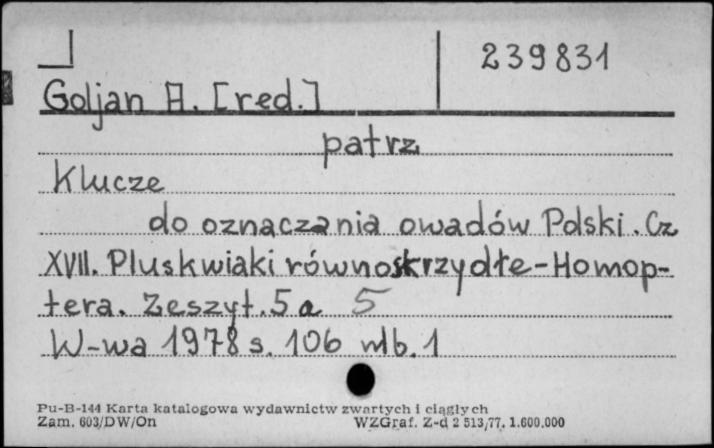 239831
Goljan A. [red.]
patrz
Klucze
do oznaczania owadów Polski. Cz
XVII. Pluskwiaki równoskrzydłe-Homop-
tera. Zeszyt. 5a 5
W-wa 1978 s. 106 nlb. 1
Pu-B-144 Karta katalogowa wydawnictw zwartych i ciągłych
Zam. 603/DW/On WZGraf. Z-d 2 513/77. 1.600.000